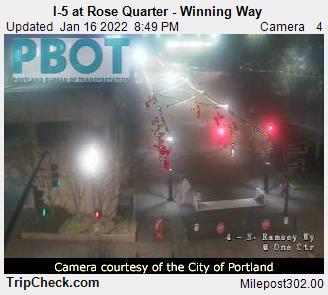 I-5 at Rose Quarter - Winning Way
Updated Jan 16 2022 8:49 PM Camera 4
PBOT
PORTLAND BUREAU OF TRANSPORTATION
4 - N. Ramsey Wy
@ One Ctr
Camera courtesy of the City of Portland
TripCheck.com Milepost302.00